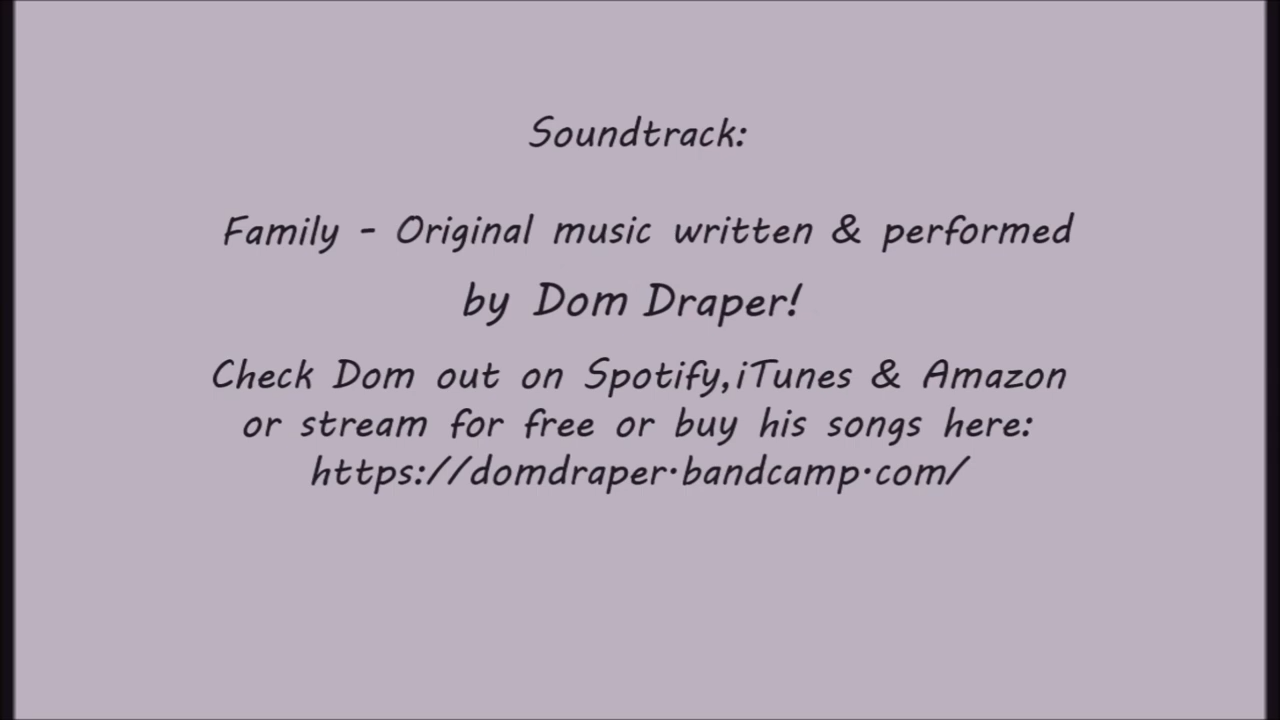 Soundtrack:
Family - Original music written & performed
by Dom Draper!
Check Dom out on Spotify,iTunes & Amazon
or stream for free or buy his songs here:
https://domdraper·bandcamp·com/